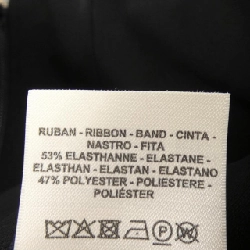 RUBAN - RIBBON - BAND - CINTA -
NASTRO - FITA
53% ELASTHANNE - ELASTANE -
ELASTHAN - ELASTAN - ELASTANO
47% POLYESTER - POLIESTERE -
POLIÉSTER